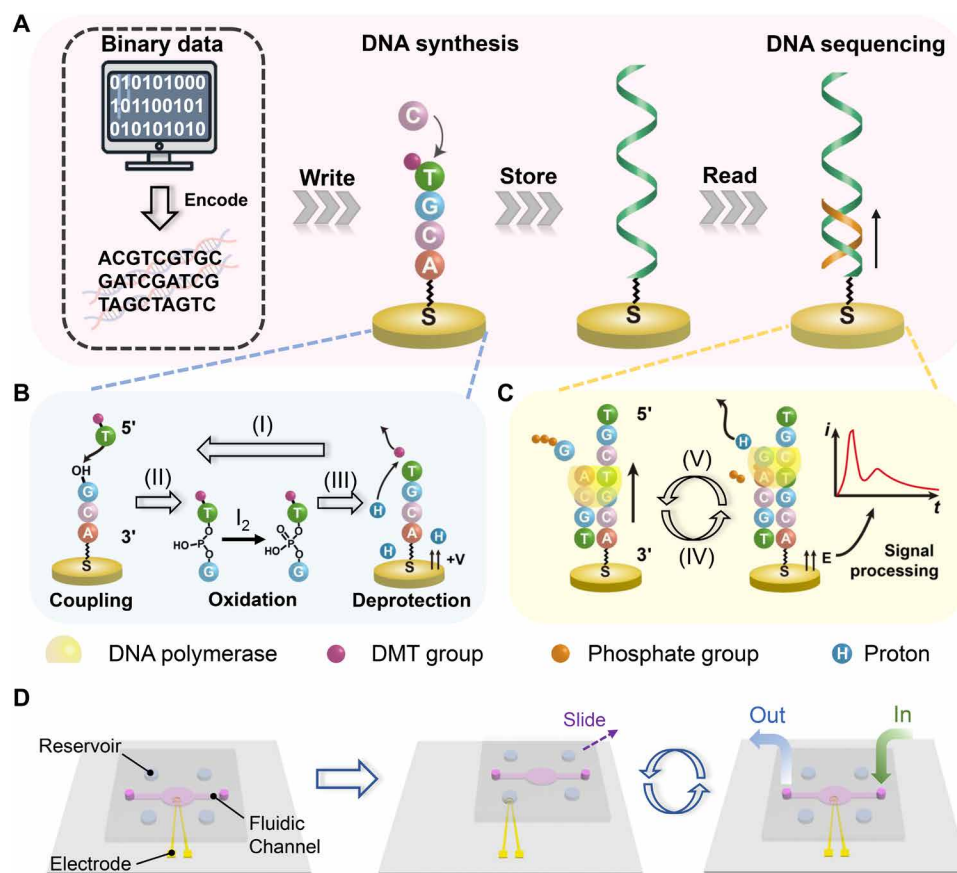 A
Binary data
010101000
101100101
010101010
Encode
ACGTCGTGC
GATCGATCG
TAGCTAGTC
Write
DNA synthesis
C
T
G
C
A
S
Store
S
Read
DNA sequencing
S
B
5'
T
OH
G
C
A
3'
S
Coupling
(I)
(II)
T
O
HO-P
O
G
I2
T
O
O
HO
P
O
G
Oxidation
(III)
T
G
C
A
H
H
H
S
+V
Deprotection
C
5'
T
G
C
G
A
T
C
G
G
C
T
A
3'
S
(V)
(IV)
H
T
G
G
C
A
T
C
G
G
C
T
A
S
E
i
t
Signal
processing
DNA polymerase
DMT group
Phosphate group
H
Proton
D
Reservoir
Fluidic
Channel
Electrode
Slide
Out
In